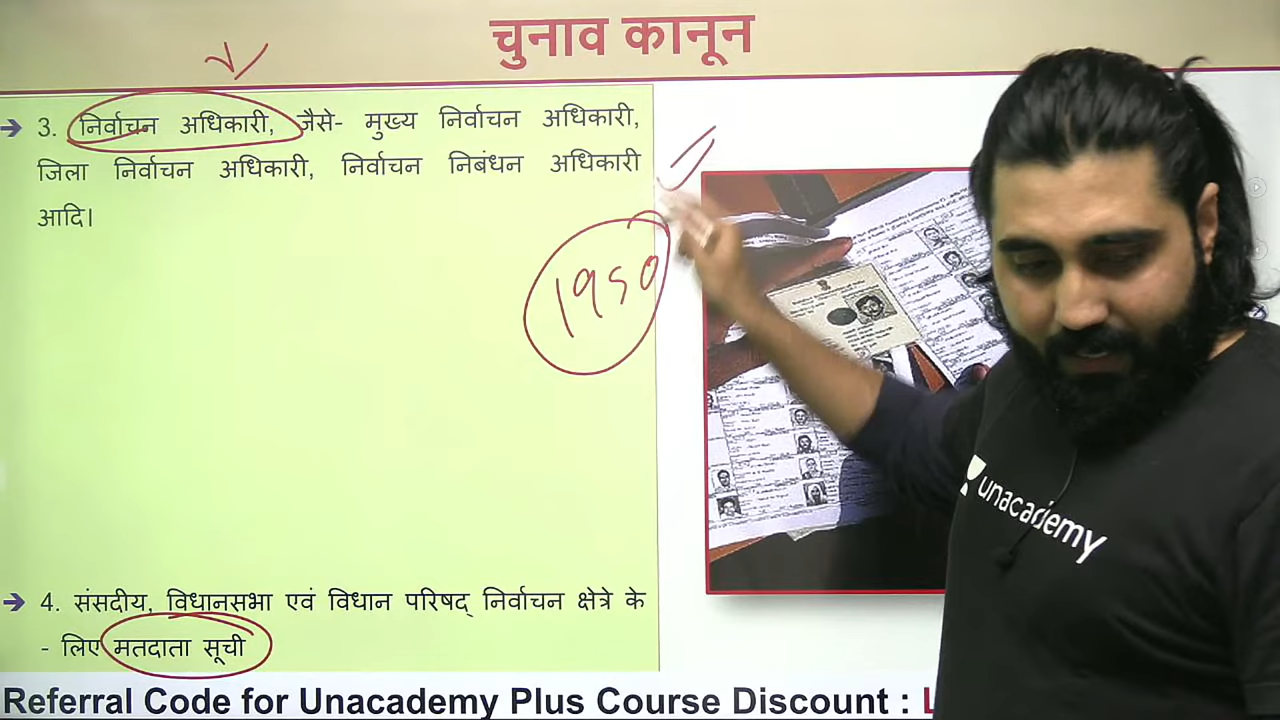 चुनाव कानून
3. निर्वाचन अधिकारी, जैसे- मुख्य निर्वाचन अधिकारी,
जिला निर्वाचन अधिकारी, निर्वाचन निबंधन अधिकारी
आदि।
1950
4. संसदीय, विधानसभा एवं विधान परिषद् निर्वाचन क्षेत्रे के
- लिए मतदाता सूची
unacademy
Referral Code for Unacademy Plus Course Discount : L